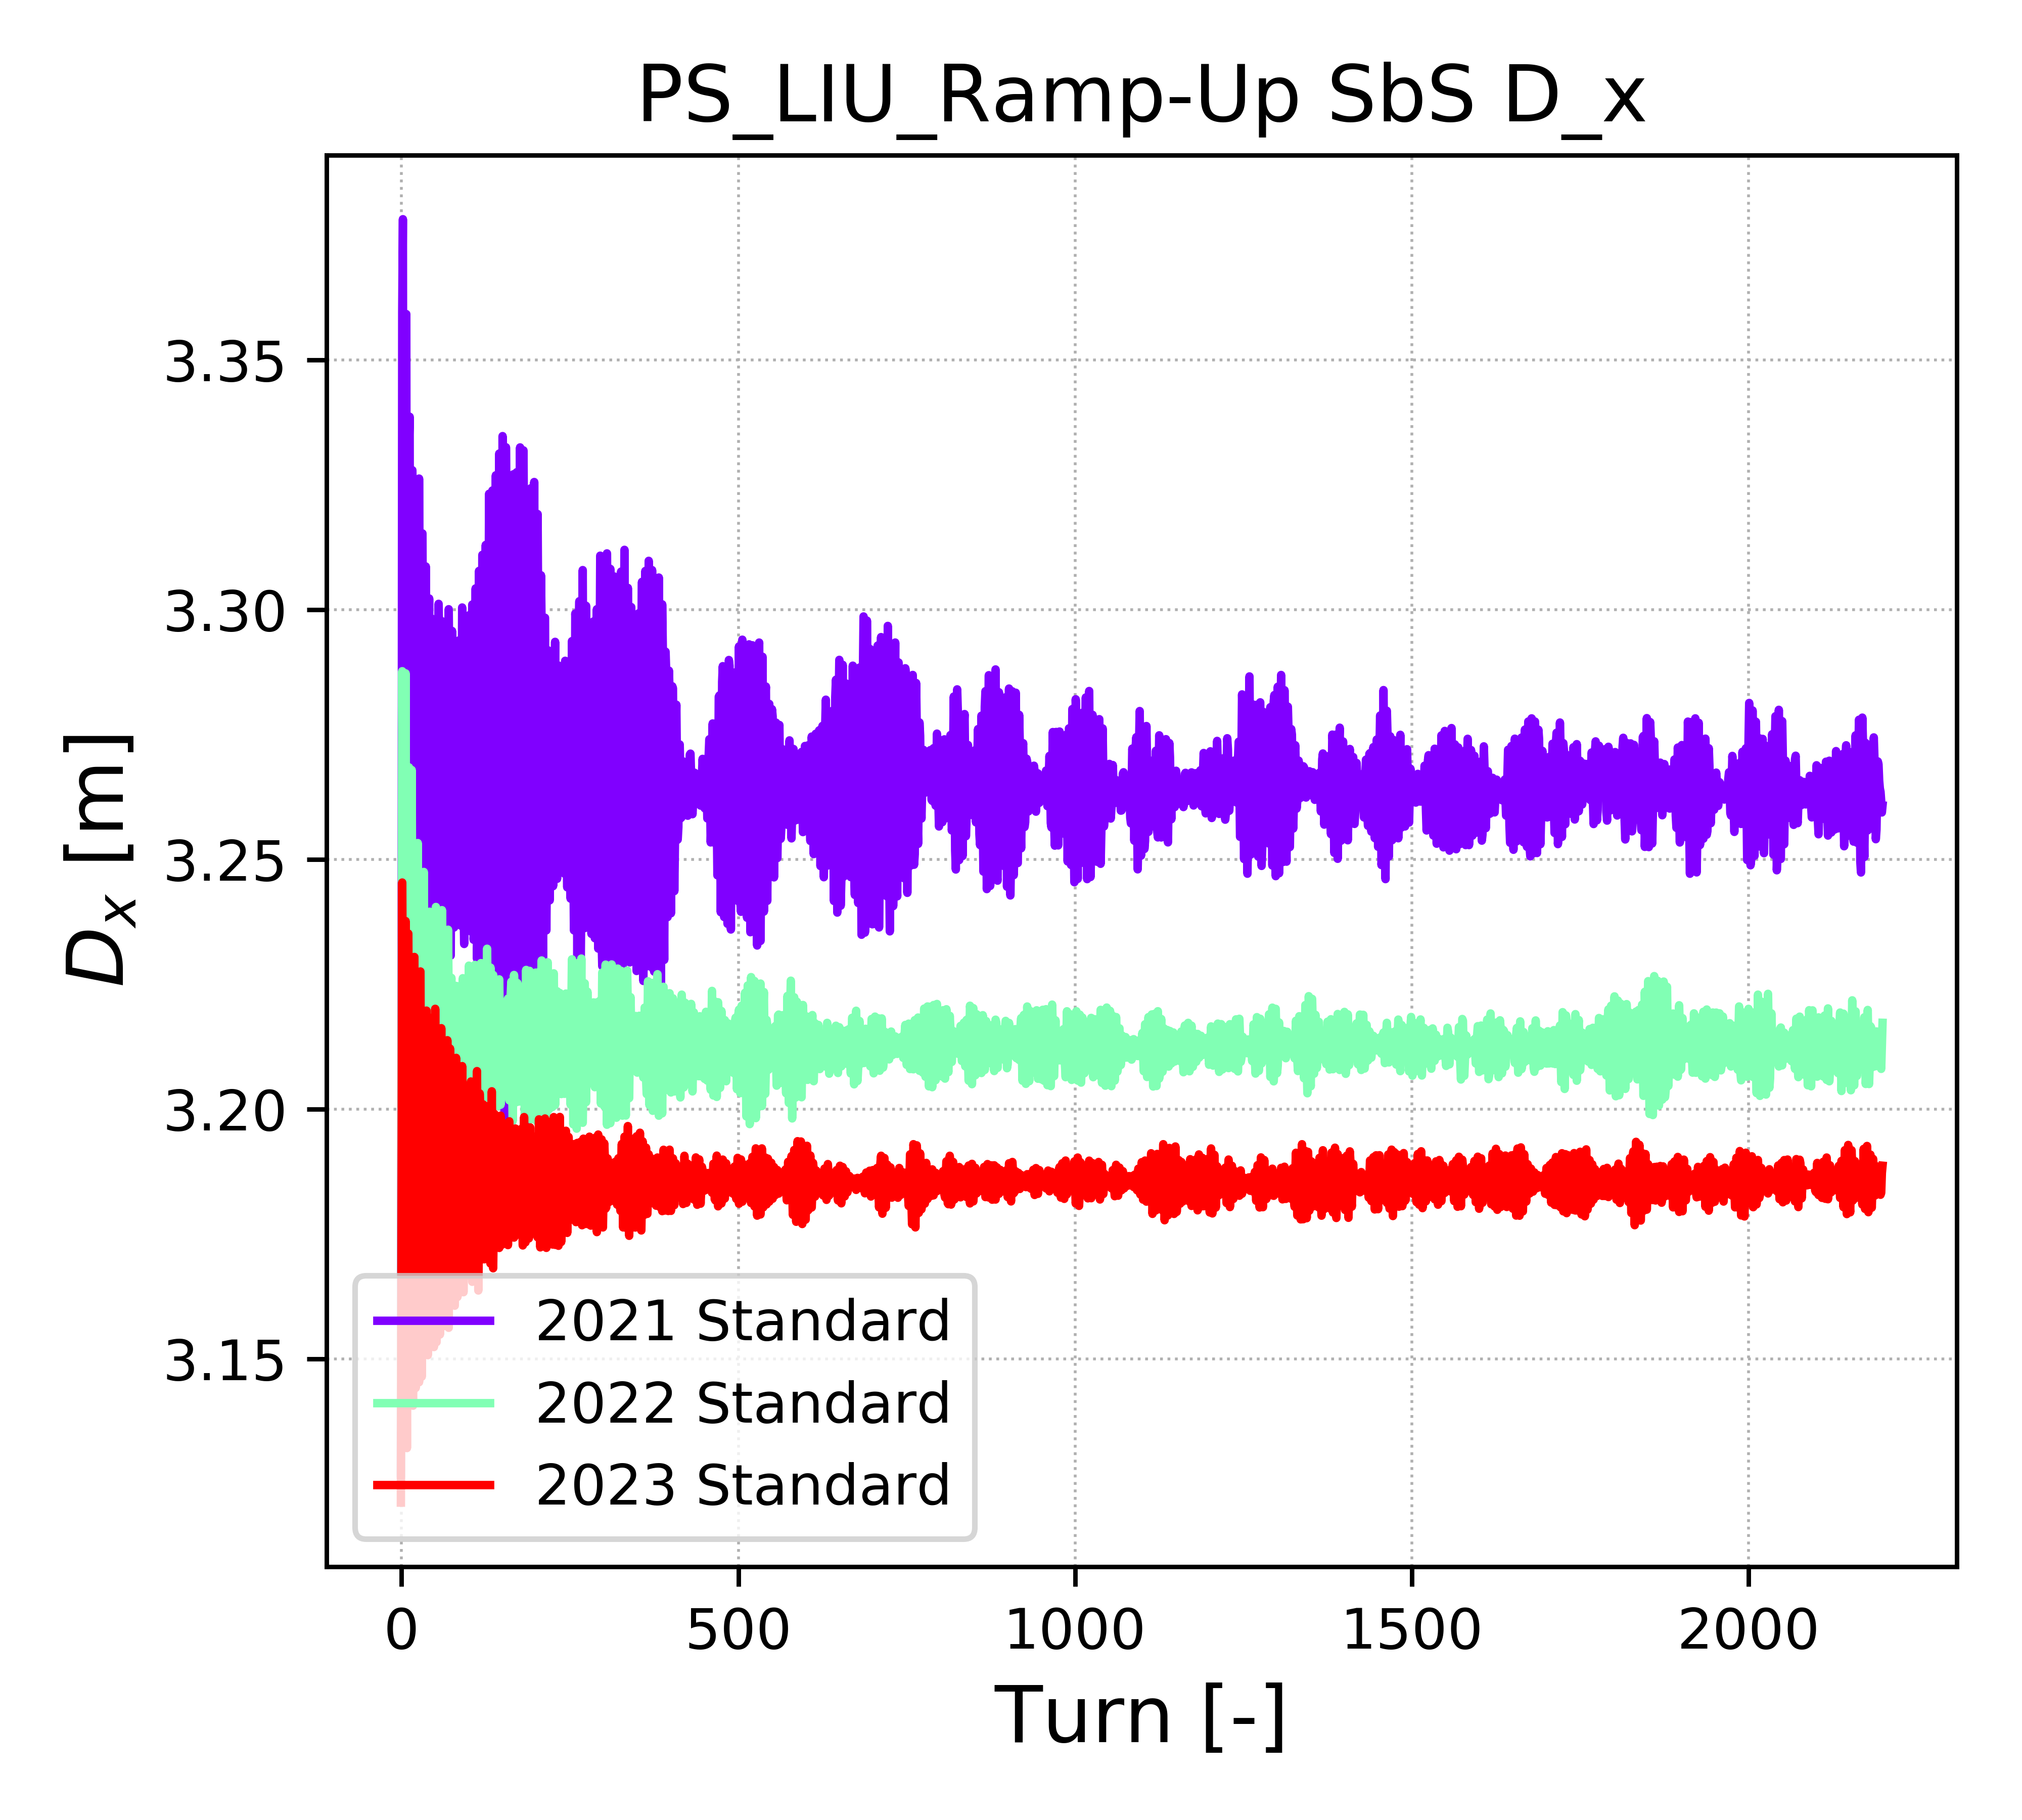 PS_LIU_Ramp-Up SbS D_x
D_x [m]
3.35
3.30
3.25
3.20
3.15
2021 Standard
2022 Standard
2023 Standard
0 500 1000 1500 2000
Turn [-]